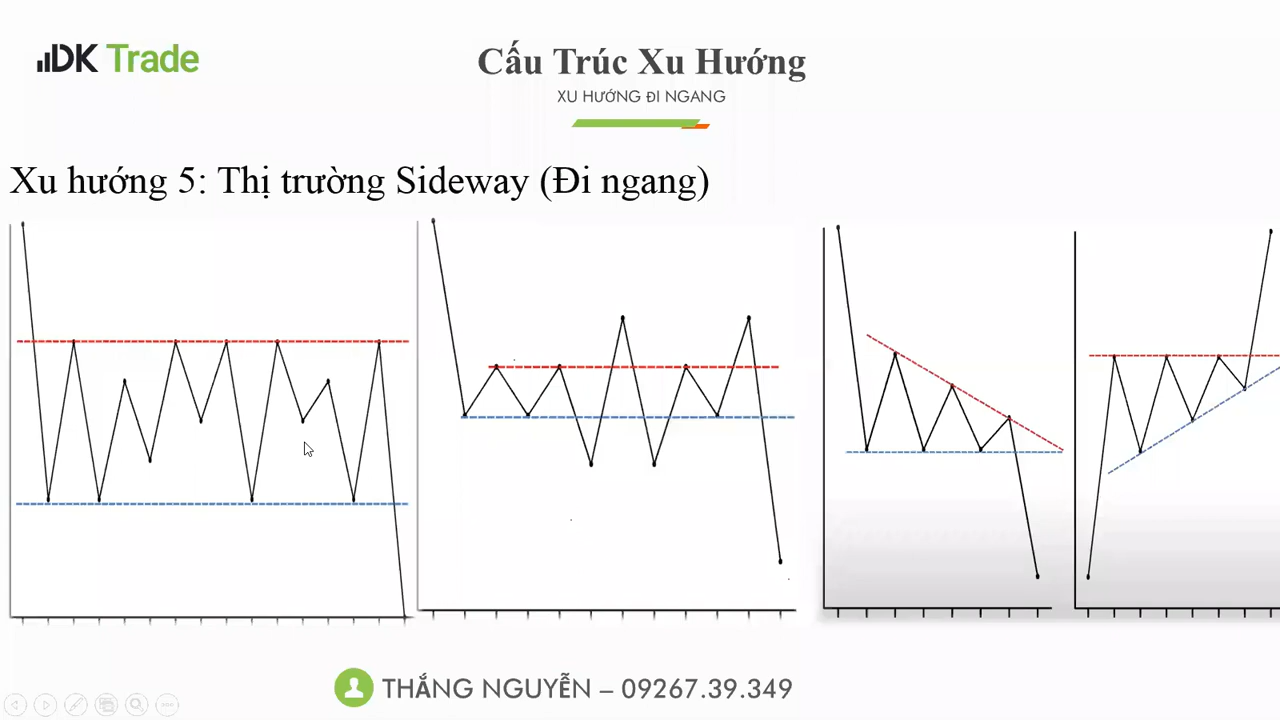 DK Trade
Cấu Trúc Xu Hướng
XU HƯỚNG ĐI NGANG
Xu hướng 5: Thị trường Sideway (Đi ngang)
THẮNG NGUYỄN – 09267.39.349